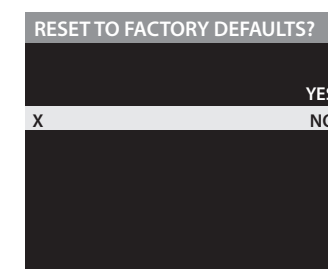 RESET TO FACTORY DEFAULTS?
YES
X NO